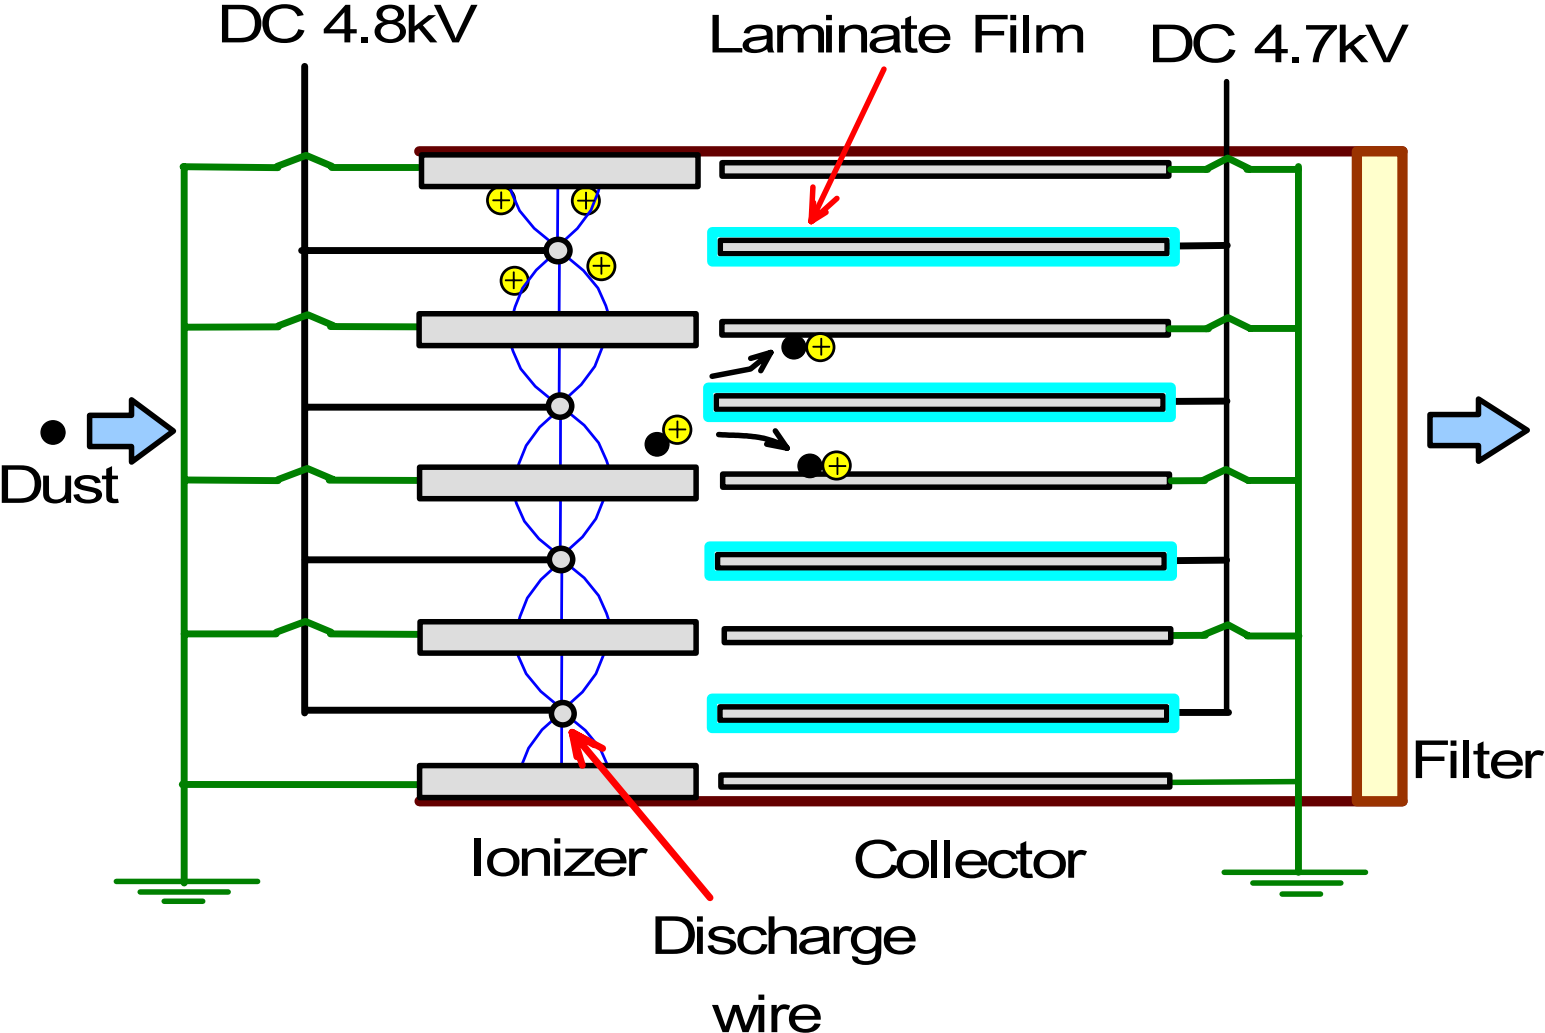 DC 4.8kV
Laminate Film
DC 4.7kV
+ +
+ +
+
+
+
Dust
Filter
Ionizer
Collector
Discharge
wire